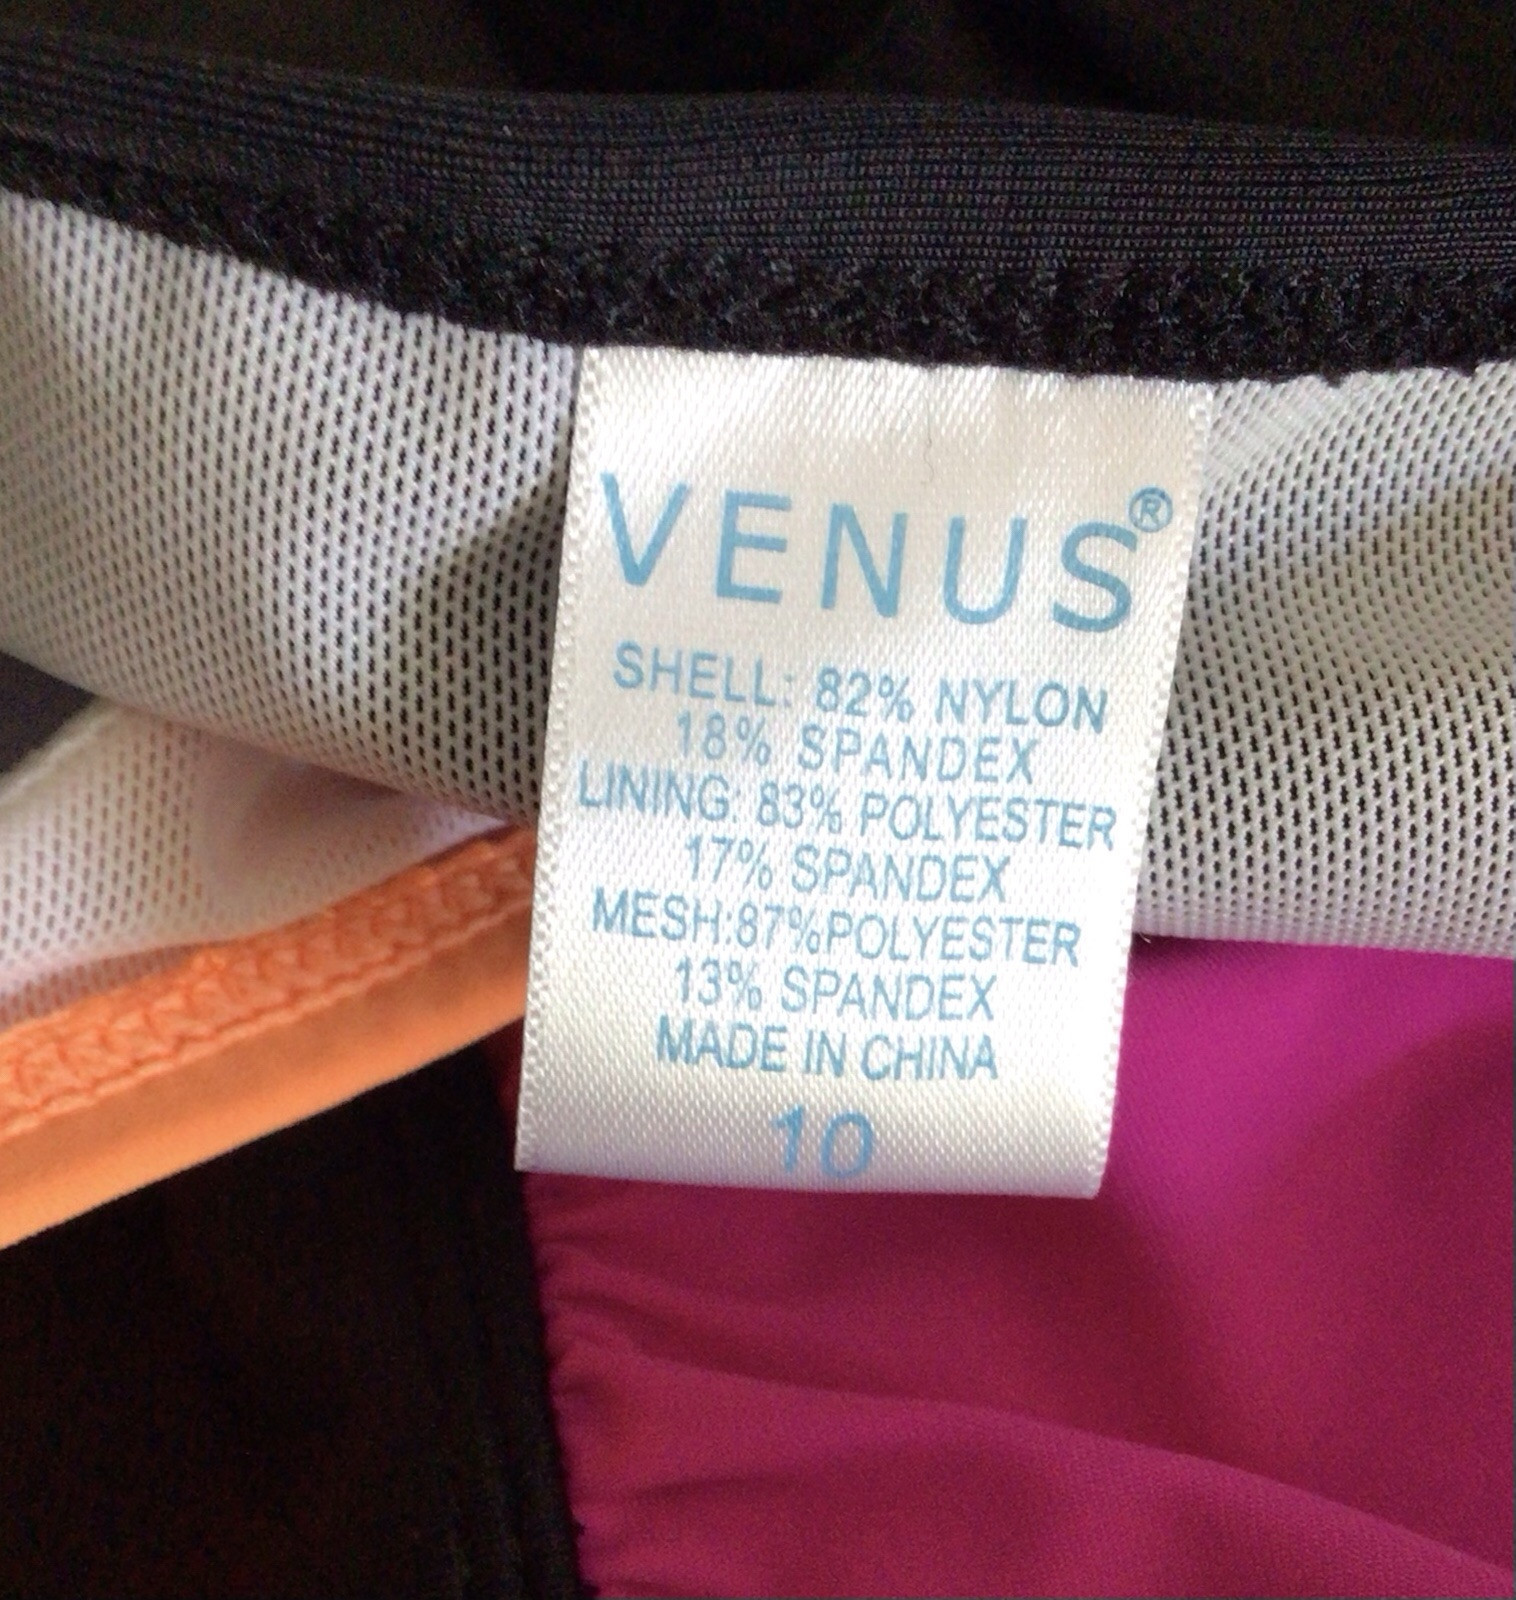 VENUS®
SHELL: 82% NYLON
18% SPANDEX
LINING: 83% POLYESTER
17% SPANDEX
MESH:87%POLYESTER
13% SPANDEX
MADE IN CHINA
10